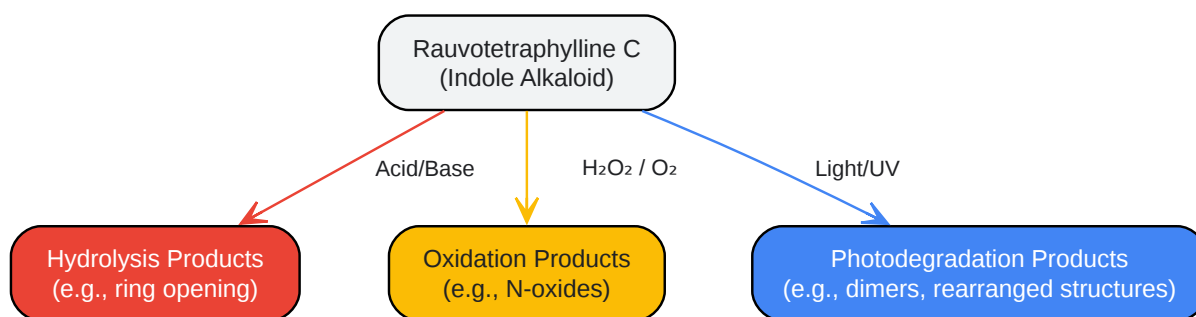 Rauvotetraphylline C
(Indole Alkaloid)
Acid/Base
H₂O₂ / O₂
Light/UV
Hydrolysis Products
(e.g., ring opening)
Oxidation Products
(e.g., N-oxides)
Photodegradation Products
(e.g., dimers, rearranged structures)